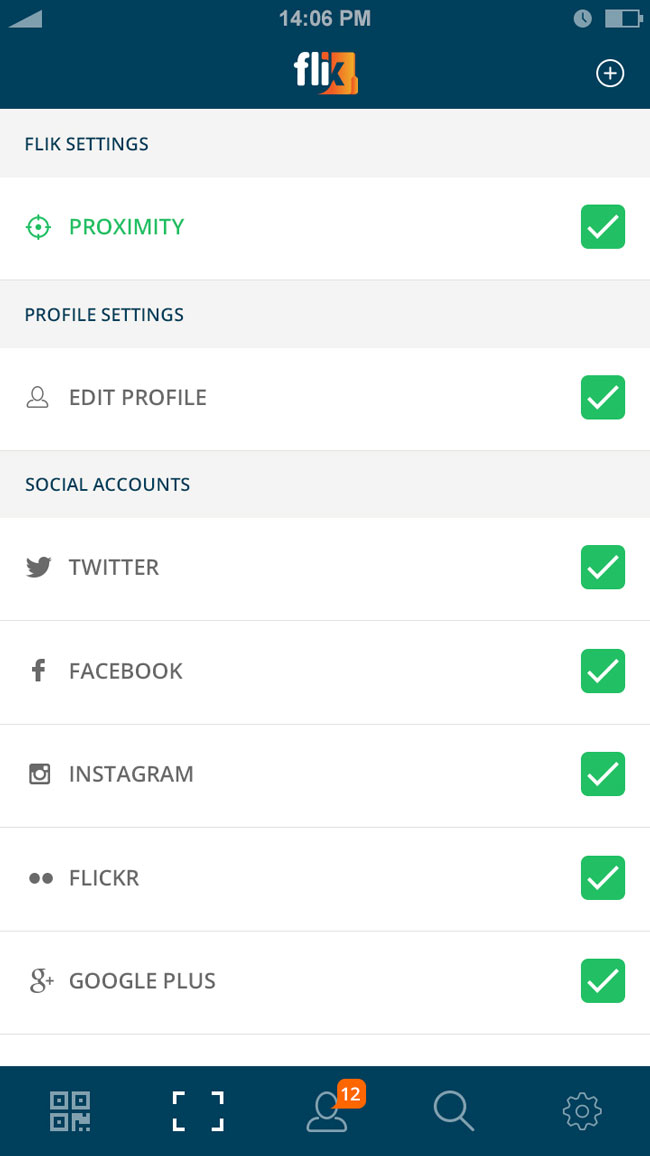 14:06 PM
flik
FLIK SETTINGS
PROXIMITY
PROFILE SETTINGS
EDIT PROFILE
SOCIAL ACCOUNTS
TWITTER
FACEBOOK
INSTAGRAM
FLICKR
GOOGLE PLUS
12